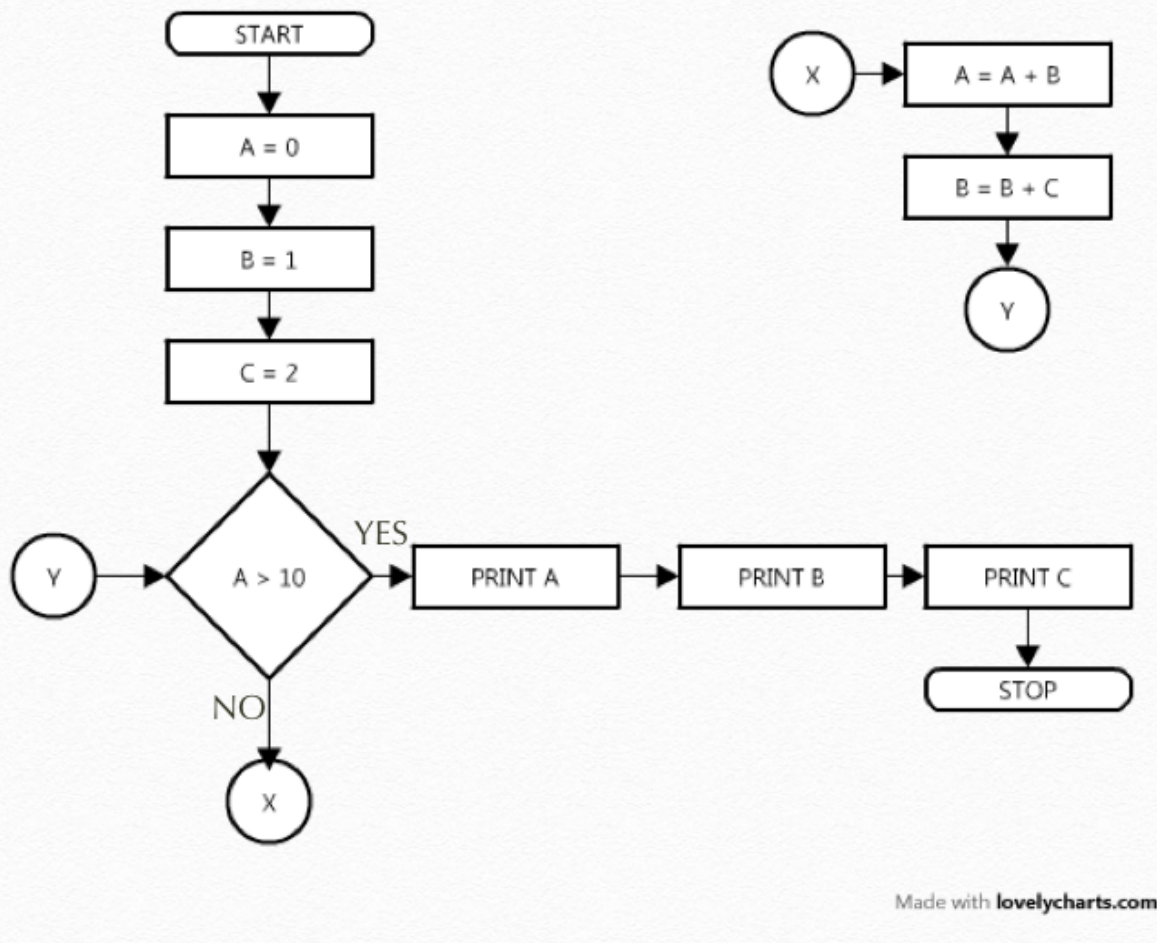 START
A = 0
B = 1
C = 2
Y
A > 10
YES
PRINT A
PRINT B
PRINT C
STOP
NO
X
X
A = A + B
B = B + C
Y
Made with lovelycharts.com